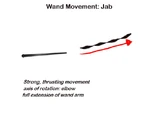 Wand Movement: Jab
Strong, thrusting movement
axis of rotation: elbow
full extension of wand arm